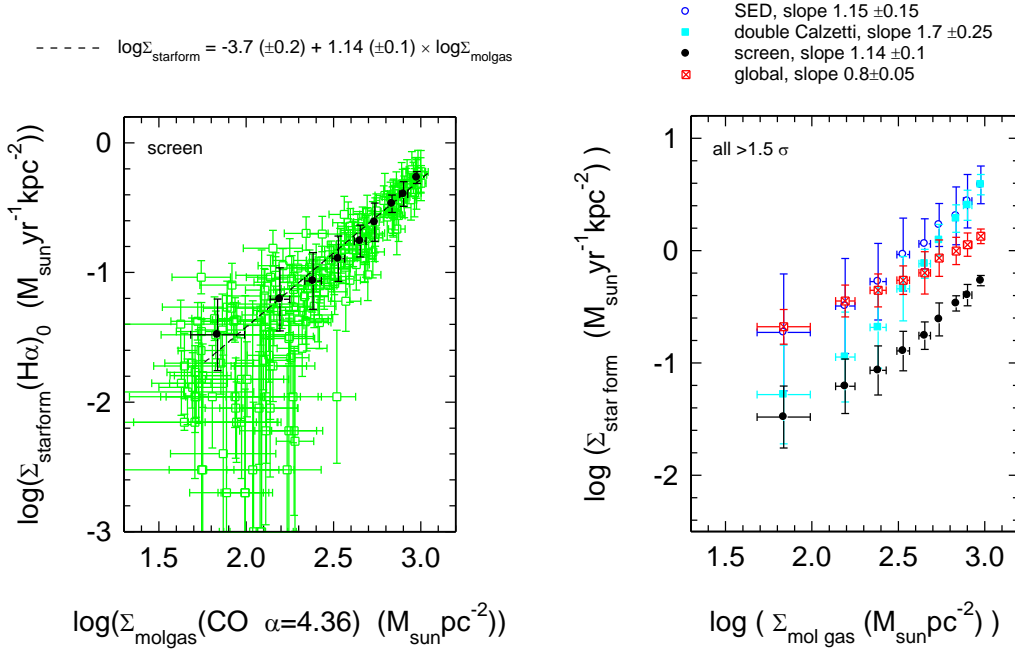 SED, slope 1.15 ±0.15
double Calzetti, slope 1.7 ±0.25
screen, slope 1.14 ±0.1
global, slope 0.8±0.05
logΣstarform = -3.7 (±0.2) + 1.14 (±0.1) × logΣmolgas
screen
0
-1
-2
-3
1.5 2.0 2.5 3.0
log(Σstarform(Hα)0 (Msunyr-1kpc-2))
log(Σmolgas(CO α=4.36) (Msunpc-2))
all >1.5 σ
1
0
-1
-2
1.5 2.0 2.5 3.0
log (Σstar form (Msunyr-1kpc-2) )
log ( Σmol gas (Msunpc-2) )